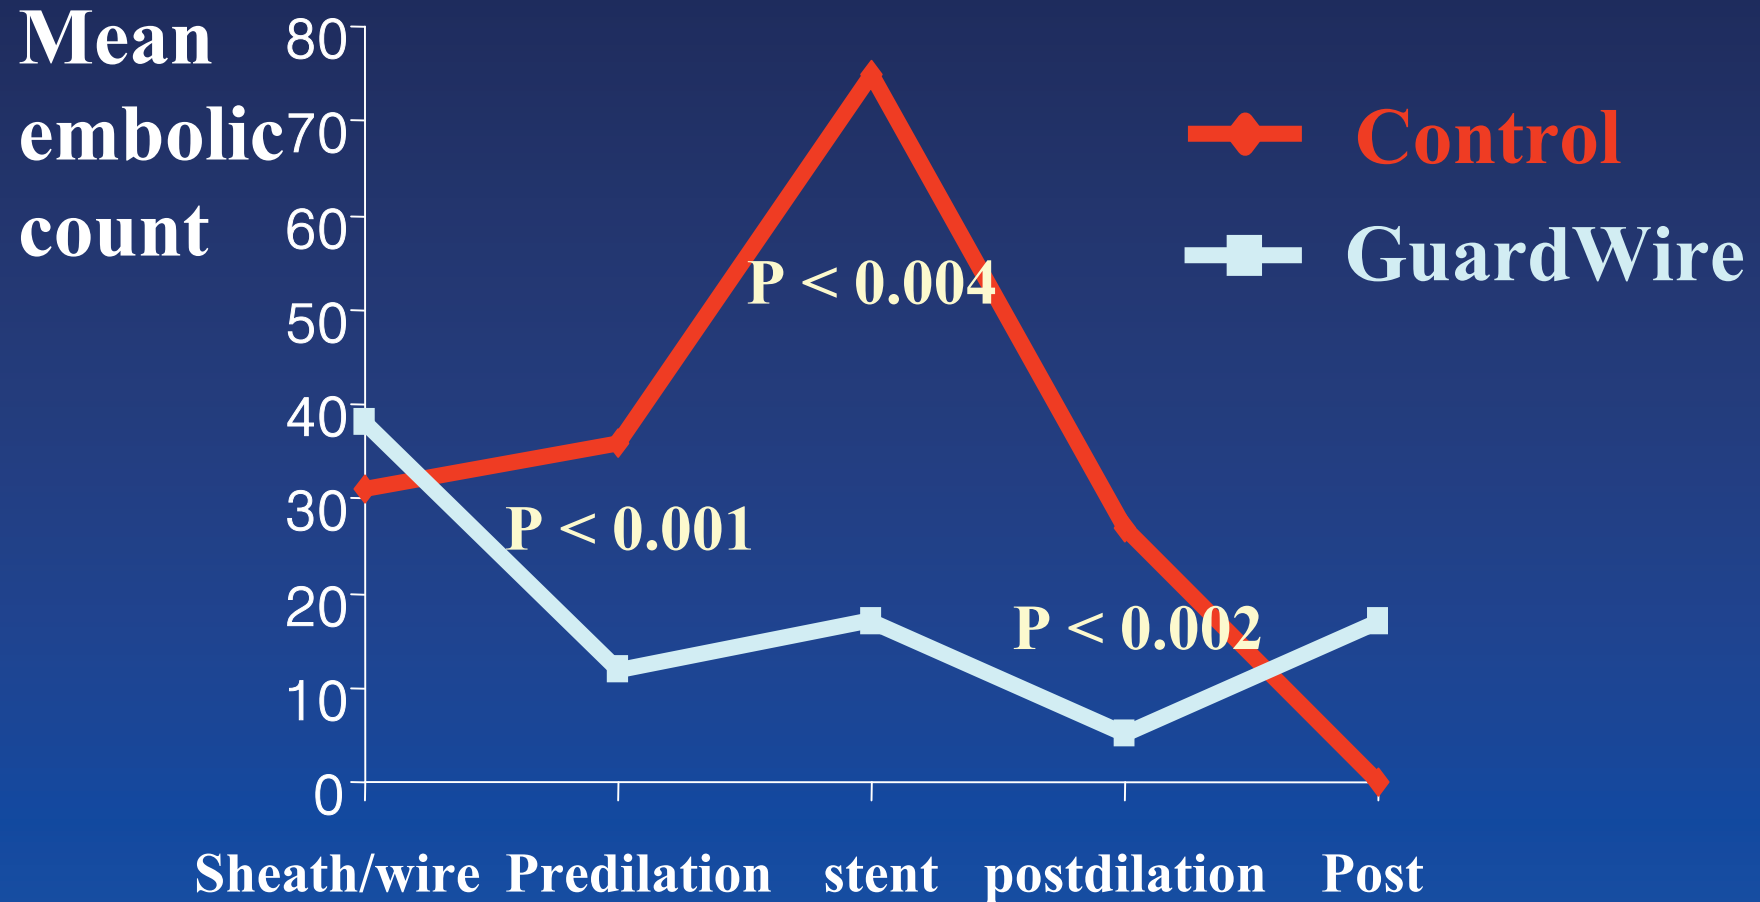 Mean
embolic
count
80
70
60
50
40
30
20
10
0
Control
GuardWire
P < 0.004
P < 0.001
P < 0.002
Sheath/wire Predilation stent postdilation Post